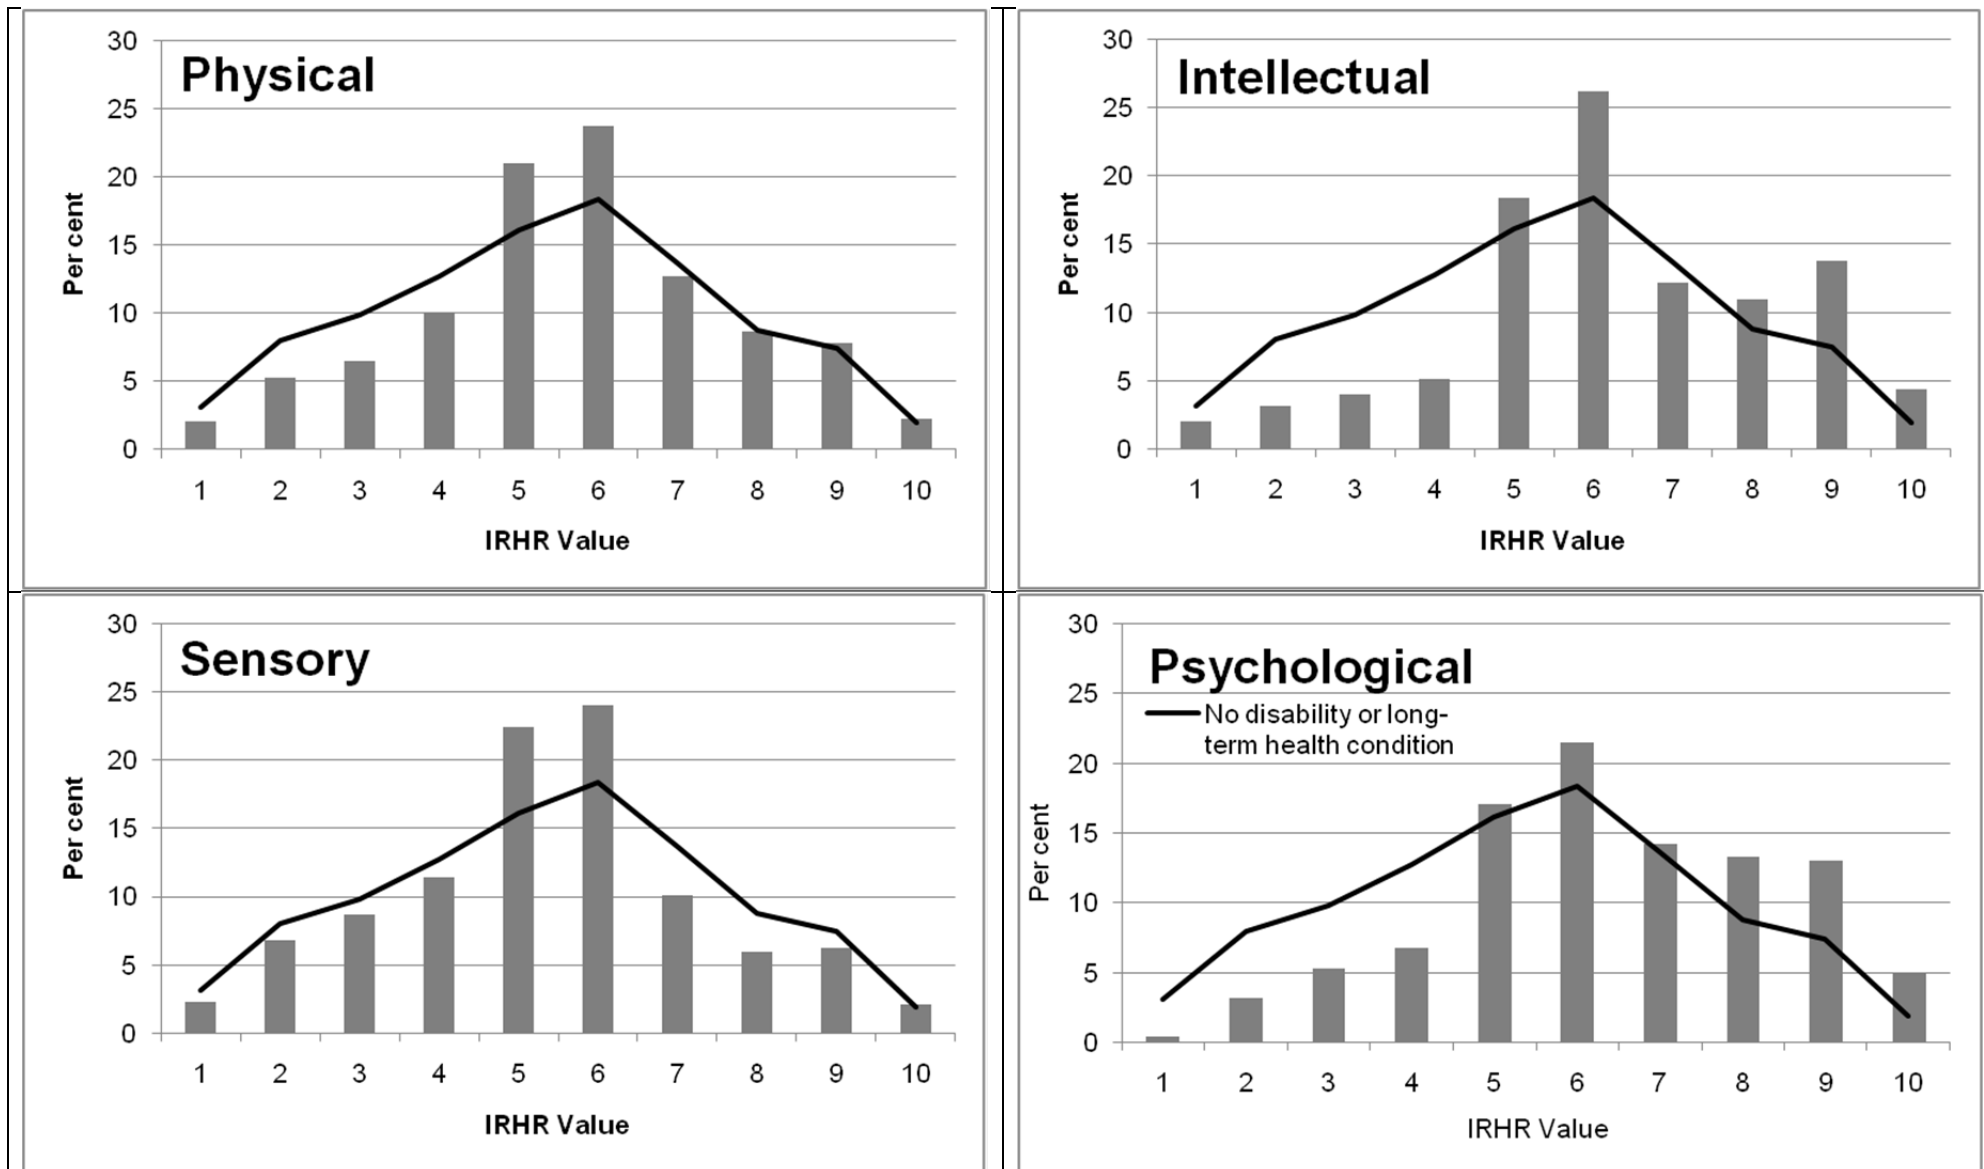 Physical
30
25
20
15
10
5
0
Per cent
1 2 3 4 5 6 7 8 9 10
IRHR Value
Intellectual
30
25
20
15
10
5
0
Per cent
1 2 3 4 5 6 7 8 9 10
IRHR Value
Sensory
30
25
20
15
10
5
0
Per cent
1 2 3 4 5 6 7 8 9 10
IRHR Value
Psychological
No disability or long-
term health condition
30
25
20
15
10
5
0
Per cent
1 2 3 4 5 6 7 8 9 10
IRHR Value